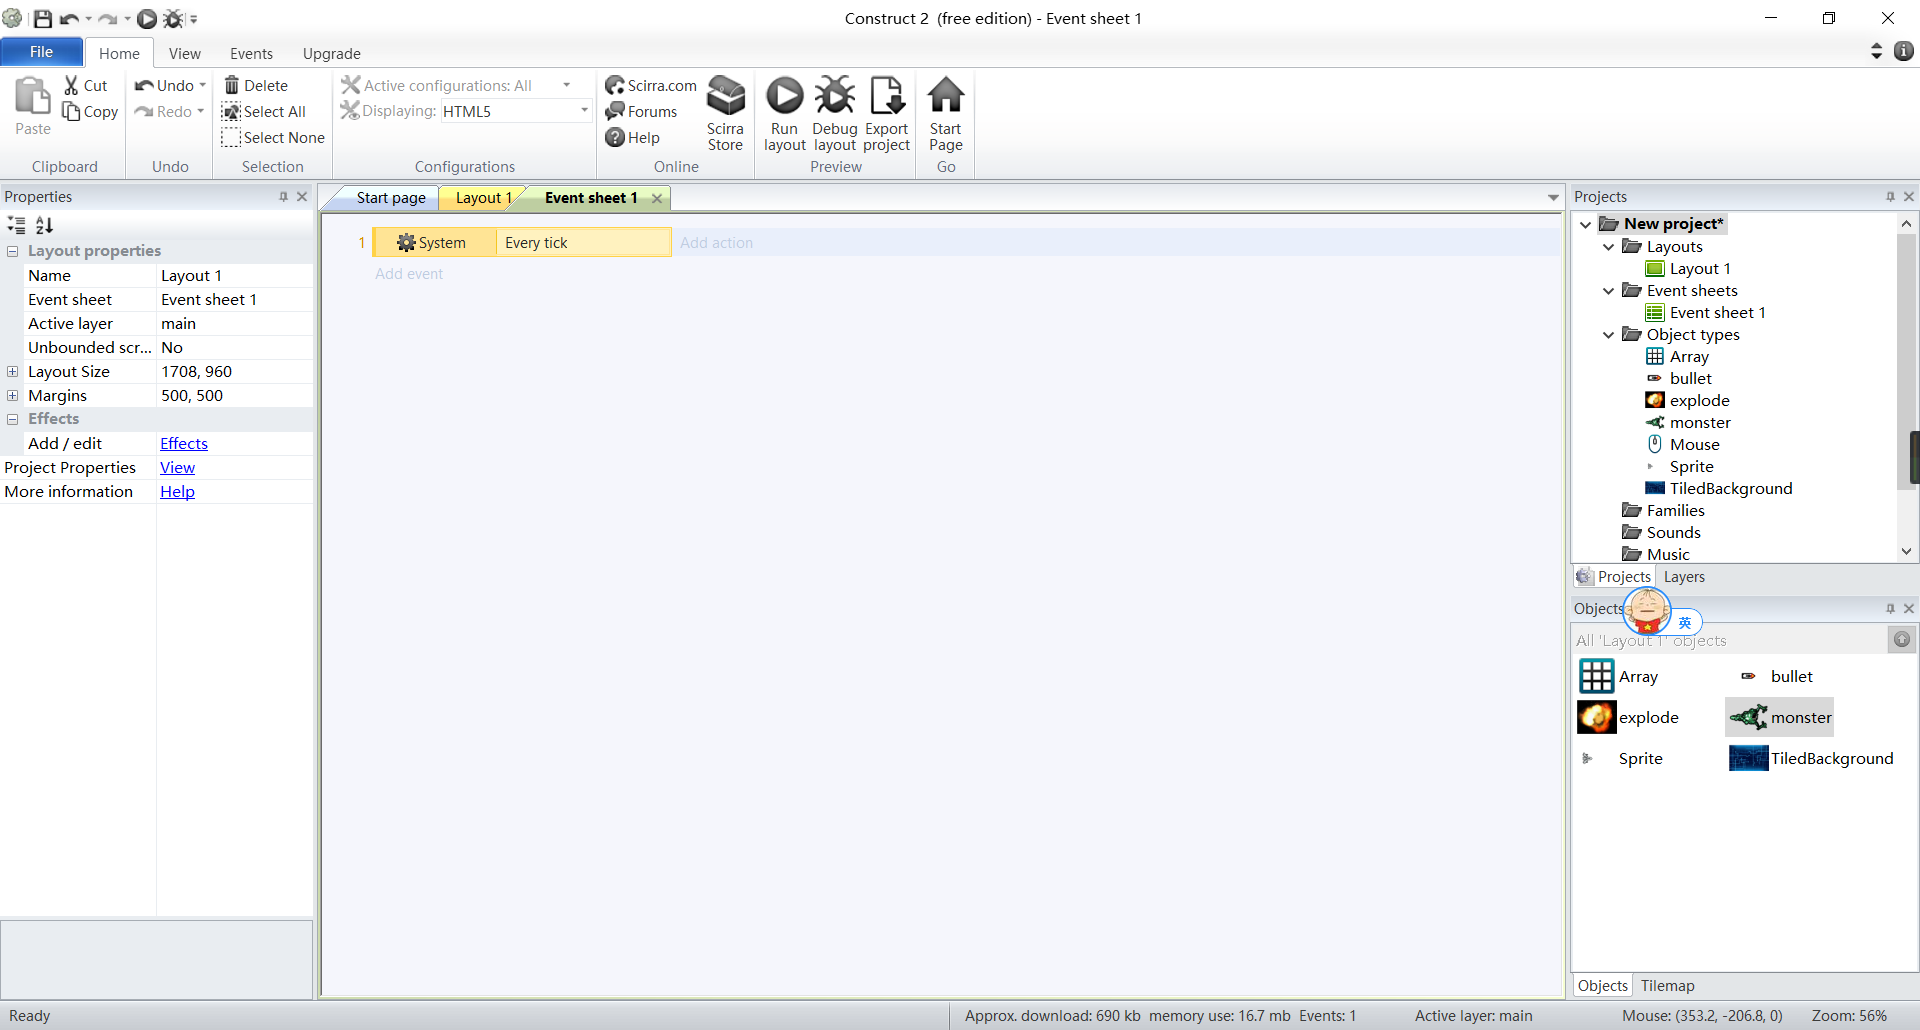 Construct 2 (free edition) - Event sheet 1
File
Home
View
Events
Upgrade
Paste
Cut
Copy
Clipboard
Undo
Redo
Undo
Delete
Select All
Select None
Selection
Active configurations: All
Displaying: HTML5
Configurations
Scirra.com
Forums
Help
Scirra Store
Online
Run layout
Debug layout
Export project
Preview
Start Page
Go
Properties
Layout properties
Name Layout 1
Event sheet Event sheet 1
Active layer main
Unbounded scr... No
Layout Size 1708, 960
Margins 500, 500
Effects
Add / edit Effects
Project Properties View
More information Help
Start page
Layout 1
Event sheet 1
1 System Every tick Add action
Add event
Projects
New project*
Layouts
Layout 1
Event sheets
Event sheet 1
Object types
Array
bullet
explode
monster
Mouse
Sprite
TiledBackground
Families
Sounds
Music
Projects
Layers
Objects
英
All 'Layout 1' objects
Array
bullet
explode
monster
Sprite
TiledBackground
Objects
Tilemap
Ready
Approx. download: 690 kb memory use: 16.7 mb Events: 1
Active layer: main
Mouse: (353.2, -206.8, 0)
Zoom: 56%